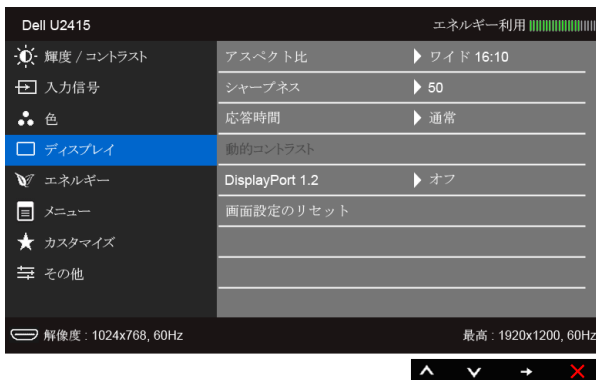 Dell U2415 エネルギー利用
輝度 / コントラスト アスペクト比 ワイド 16:10
入力信号 シャープネス 50
色 応答時間 通常
ディスプレイ 動的コントラスト
エネルギー DisplayPort 1.2 オフ
メニュー 画面設定のリセット
カスタマイズ
その他
解像度 : 1024x768, 60Hz 最高 : 1920x1200, 60Hz